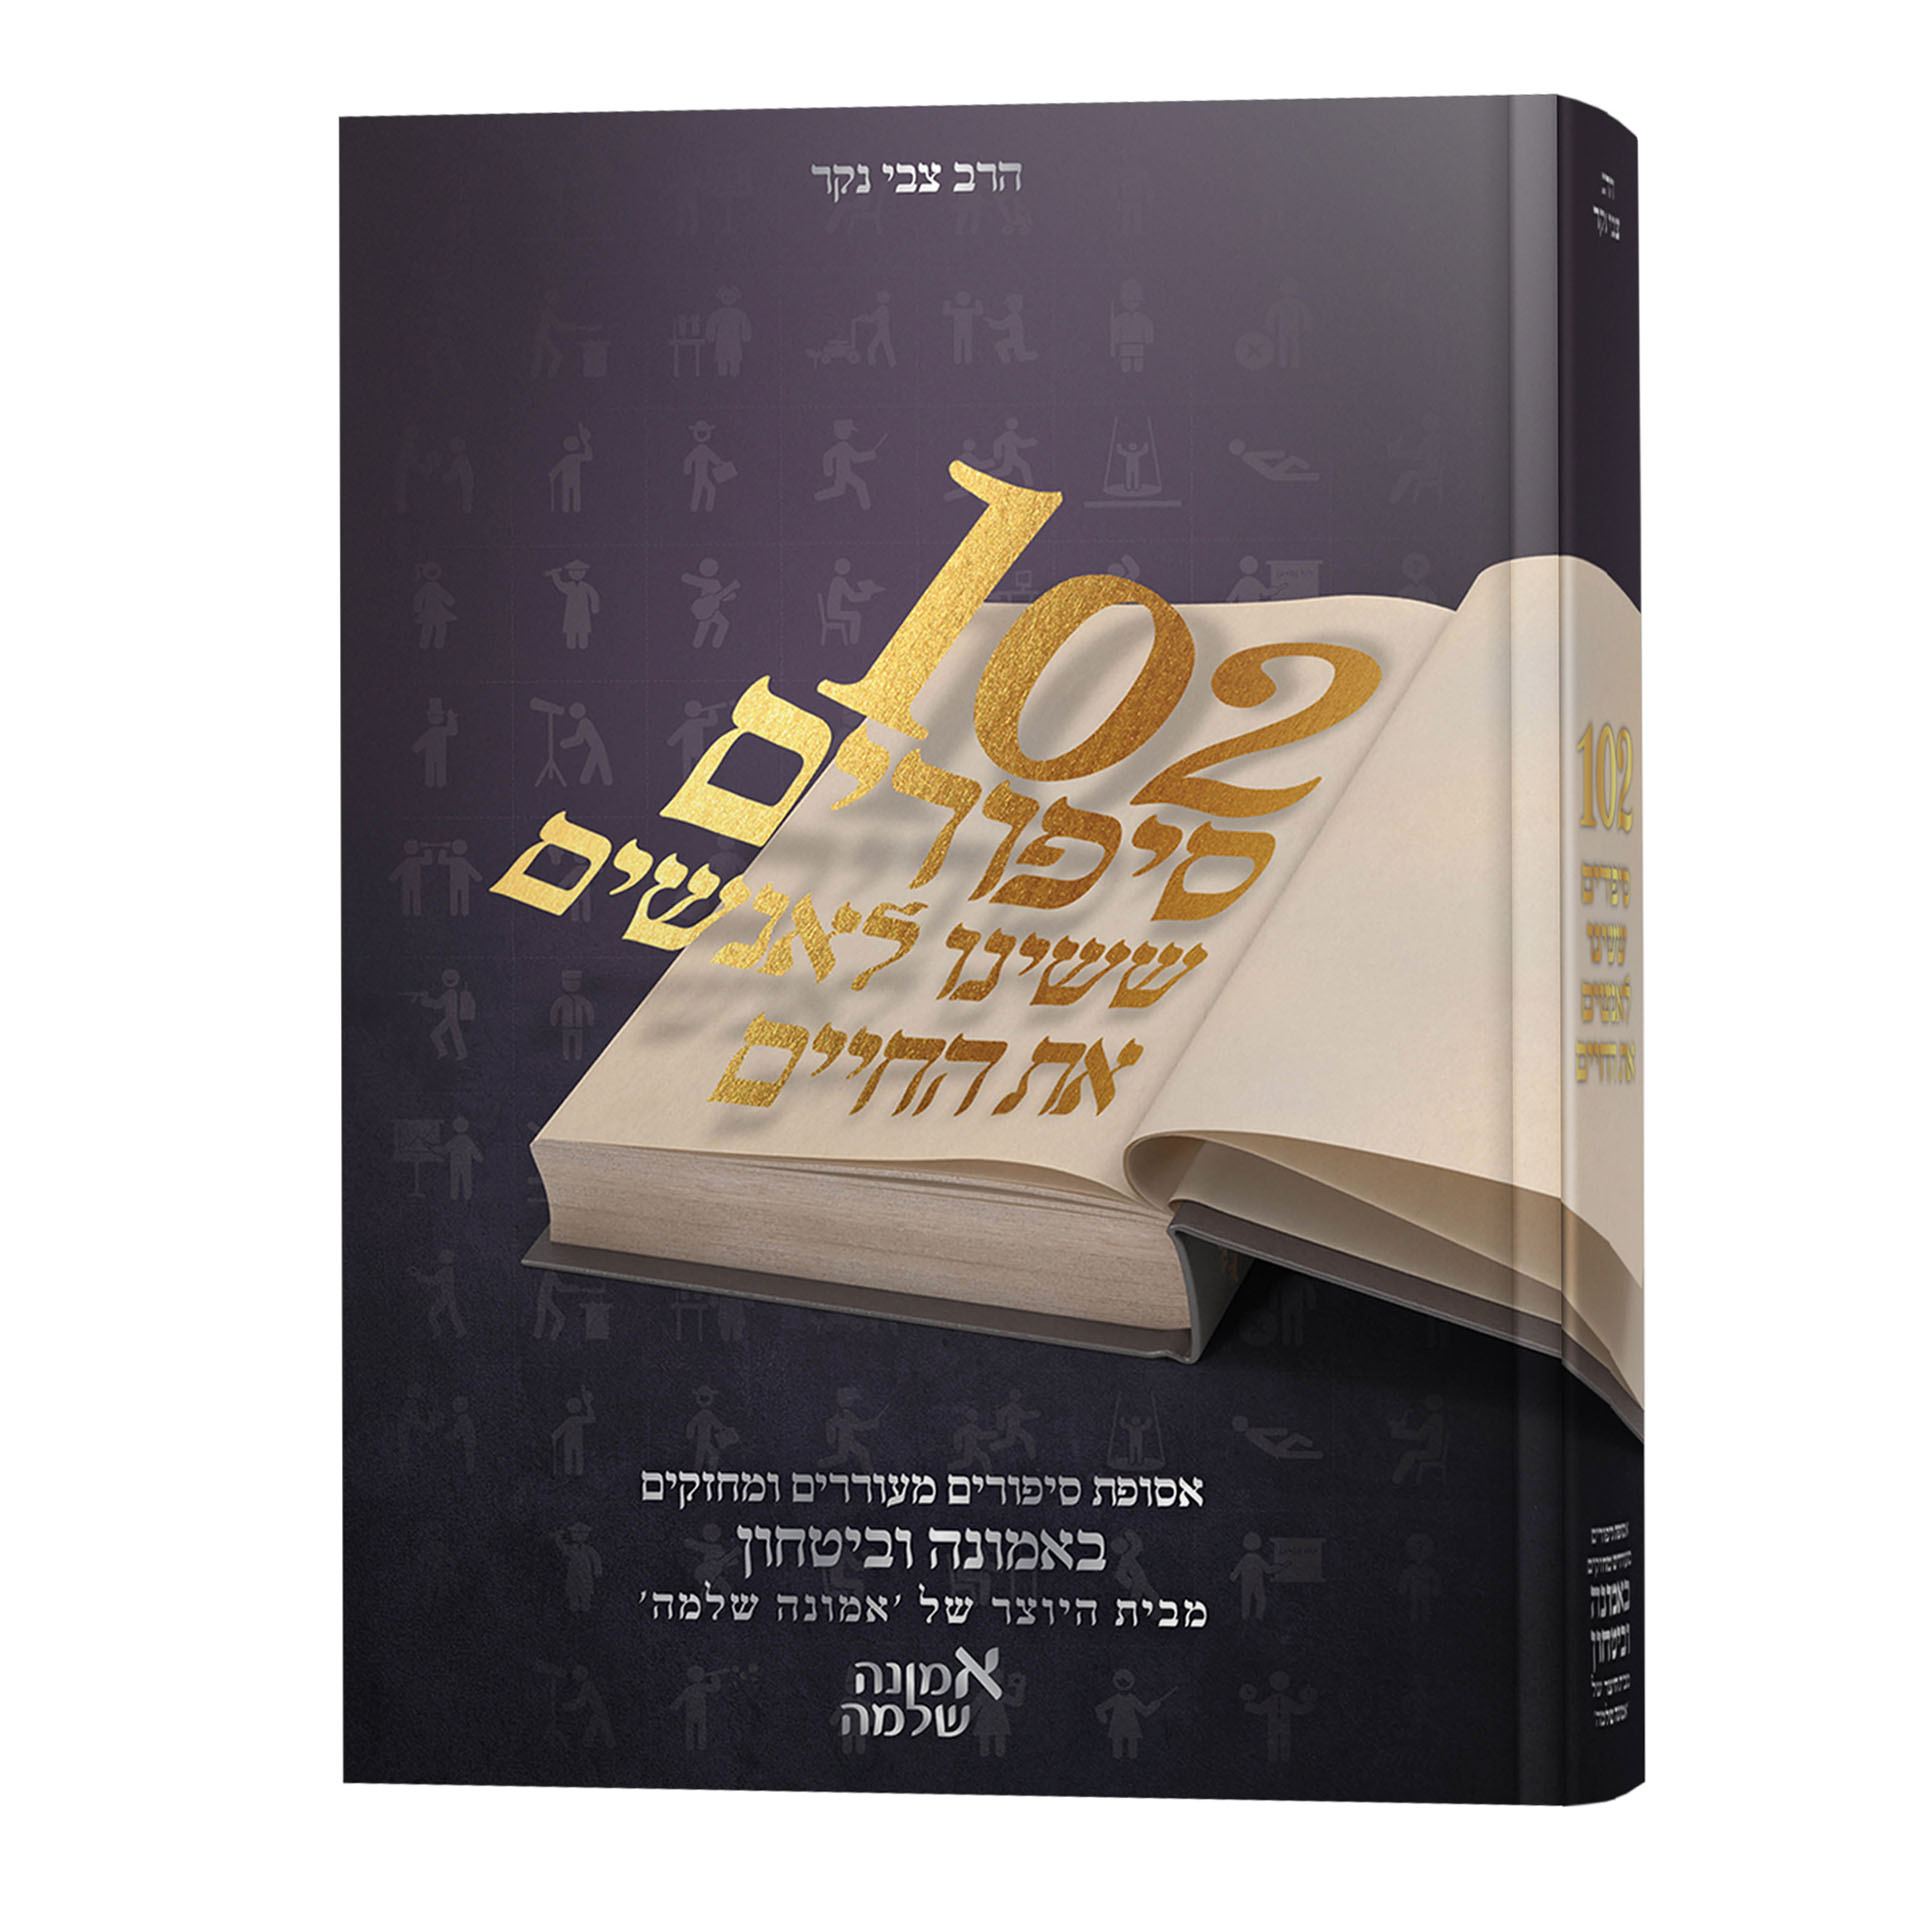 הרב צבי נקר
102
סיפורים
ששינו לאנשים
את החיים
אסופת סיפורים מעוררים ומחזקים
באמונה וביטחון
מבית היוצר של 'אמונה שלמה'
אמונה
שלמה
הרב
צבי נקר
102
סיפורים
ששינו
לאנשים
את החיים
אסופת סיפורים
מעוררים ומחזקים
באמונה
וביטחון
מבית היוצר של
'אמונה שלמה'